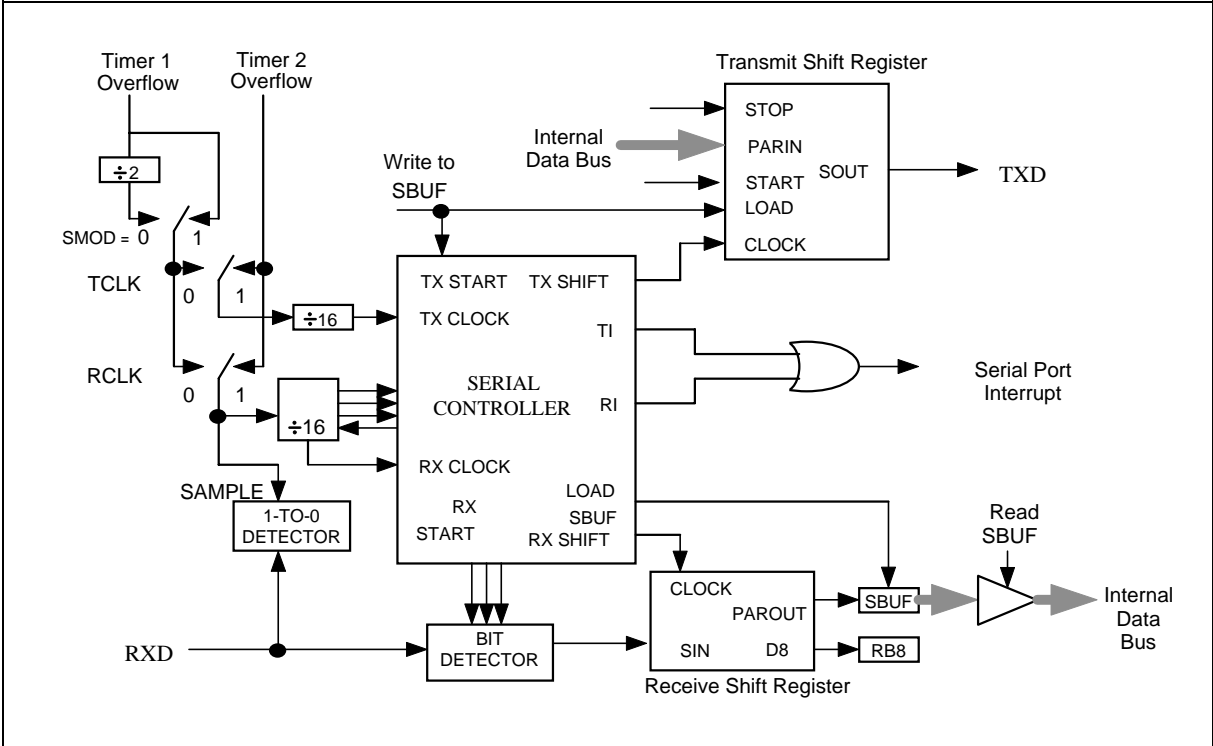 Timer 1
Overflow
Timer 2
Overflow
÷2
SMOD = 0 1
TCLK
0 1
÷16
RCLK
0 1
÷16
SAMPLE
1-TO-0
DETECTOR
RXD
Write to
SBUF
TX START TX SHIFT
TX CLOCK
TI
SERIAL
CONTROLLER
RI
RX CLOCK
LOAD
SBUF
RX
START
RX SHIFT
BIT
DETECTOR
Transmit Shift Register
Internal
Data Bus
STOP
PARIN
START
LOAD
CLOCK
SOUT
TXD
Serial Port
Interrupt
CLOCK
PAROUT
SIN D8
Receive Shift Register
SBUF
RB8
Read
SBUF
Internal
Data
Bus